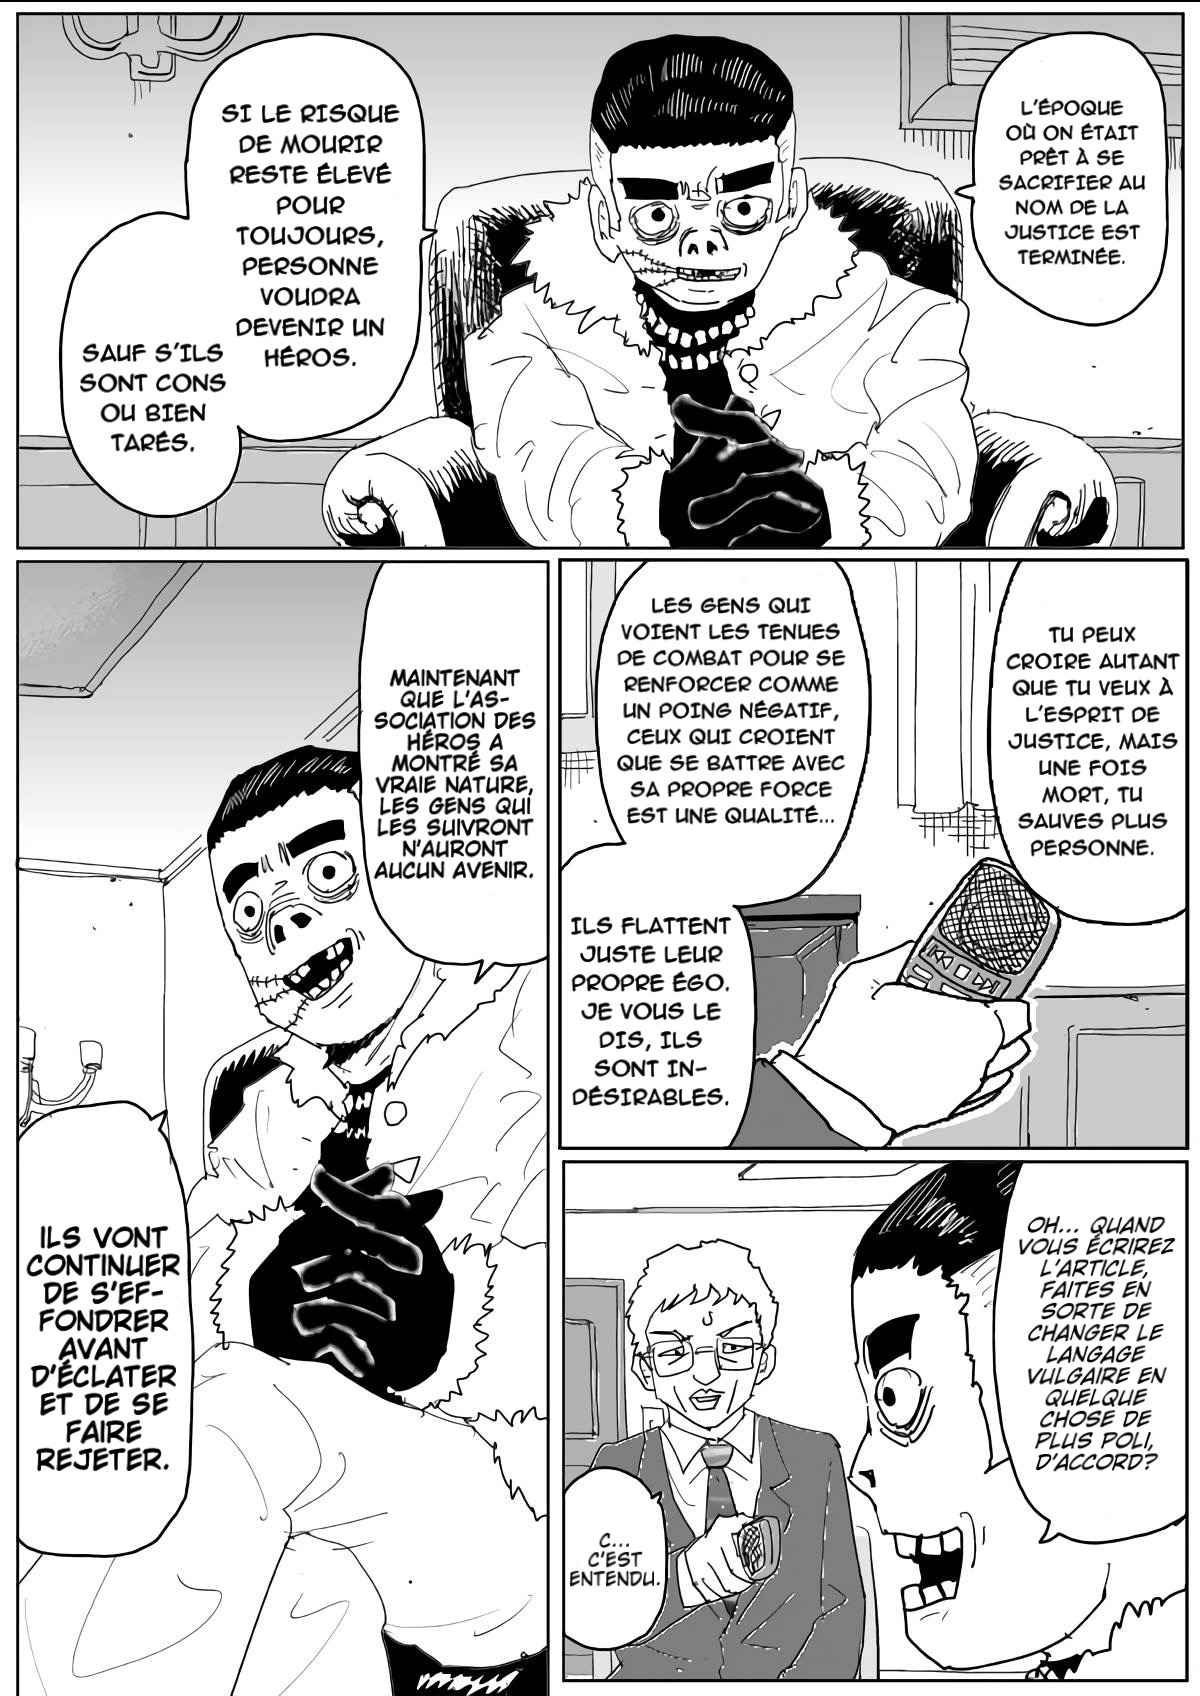 L'ÉPOQUE
OÙ ON ÉTAIT
PRÊT À SE
SACRIFIER AU
NOM DE LA
JUSTICE EST
TERMINÉE.
SI LE RISQUE
DE MOURIR
RESTE ÉLEVÉ
POUR
TOUJOURS,
PERSONNE
VOUDRA
DEVENIR UN
HÉROS.
SAUF S'ILS
SONT CONS
OU BIEN
TARÉS.
TU PEUX
CROIRE AUTANT
QUE TU VEUX À
L'ESPRIT DE
JUSTICE, MAIS
UNE FOIS
MORT, TU
SAUVES PLUS
PERSONNE.
LES GENS QUI
VOIENT LES TENUES
DE COMBAT POUR SE
RENFORCER COMME
UN POING NÉGATIF,
CEUX QUI CROIENT
QUE SE BATTRE AVEC
SA PROPRE FORCE
EST UNE QUALITÉ...
ILS FLATTENT
JUSTE LEUR
PROPRE ÉGO.
JE VOUS LE
DIS, ILS
SONT IN-
DÉSIRABLES.
MAINTENANT
QUE L'AS-
SOCIATION DES
HÉROS A
MONTRÉ SA
VRAIE NATURE,
LES GENS QUI
LES SUIVRONT
N'AURONT
AUCUN AVENIR.
ILS VONT
CONTINUER
DE S'EF-
FONDRER
AVANT
D'ÉCLATER
ET DE SE
FAIRE
REJETER.
OH... QUAND
VOUS ÉCRIREZ
L'ARTICLE,
FAITES EN
SORTE DE
CHANGER LE
LANGAGE
VULGAIRE EN
QUELQUE
CHOSE DE
PLUS POLI,
D'ACCORD?
C...
C'EST
ENTENDU.